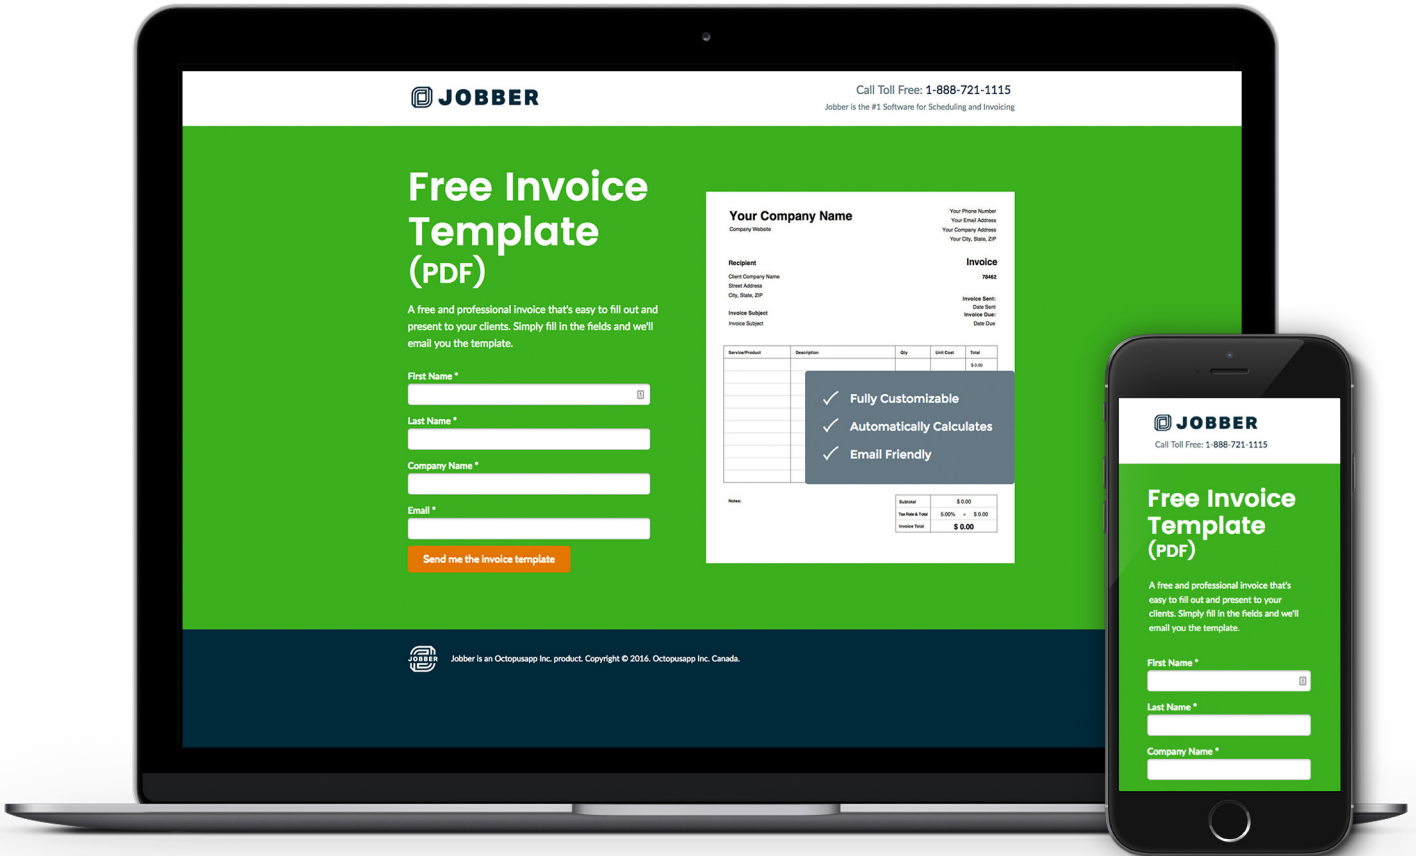 JOBBER
Call Toll Free: 1-888-721-1115
Jobber is the #1 Software for Scheduling and Invoicing
Free Invoice
Template
(PDF)
A free and professional invoice that's easy to fill out and
present to your clients. Simply fill in the fields and we'll
email you the template.
First Name *
Last Name *
Company Name *
Email *
Send me the invoice template
Your Company Name
Company Website
Your Phone Number
Your Email Address
Your Company Address
Your City, State, ZIP
Recipient
Client Company Name
Street Address
City, State, ZIP
Invoice Subject
Invoice Subject
Invoice
78462
Invoice Sent:
Date Sent
Invoice Due:
Date Due
Service/Product Description Qty Unit Cost Total
$ 0.00
Fully Customizable
Automatically Calculates
Email Friendly
Notes:
Subtotal $ 0.00
Tax Rate & Total 5.00% – $ 0.00
Invoice Total $ 0.00
JOBBER
Jobber is an Octopusapp Inc. product. Copyright © 2016. Octopusapp Inc. Canada.
JOBBER
Call Toll Free: 1-888-721-1115
Free Invoice
Template
(PDF)
A free and professional invoice that's
easy to fill out and present to your
clients. Simply fill in the fields and we'll
email you the template.
First Name *
Last Name *
Company Name *